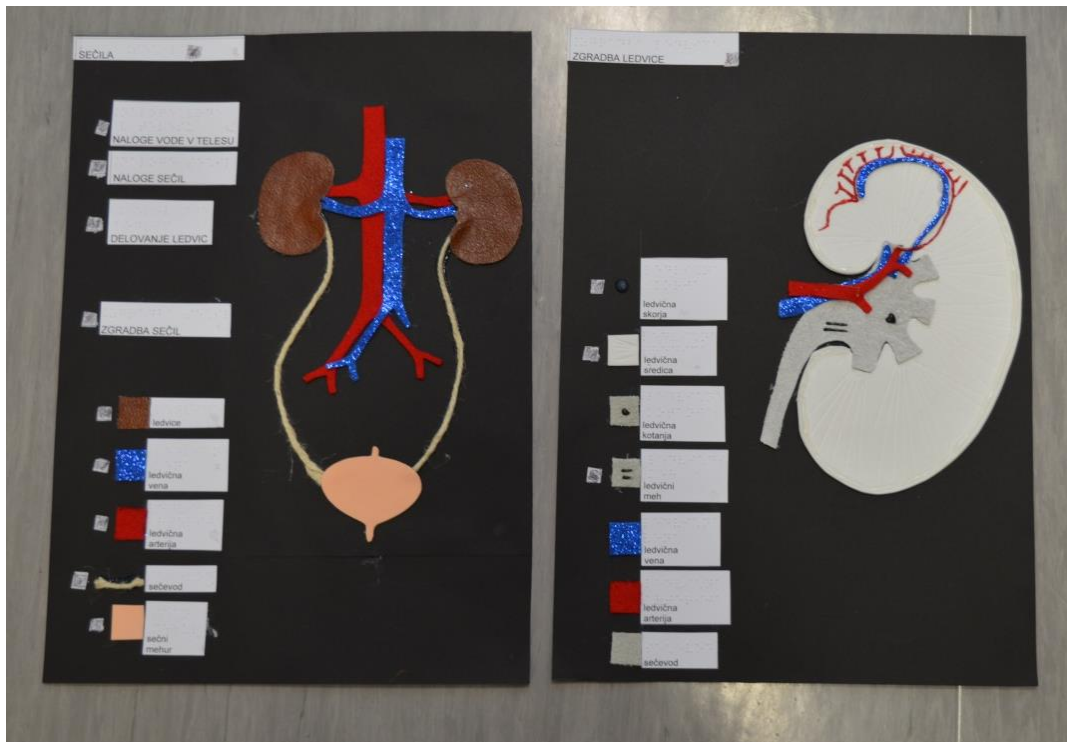 SEČILA
NALOGE VODE V TELESU
NALOGE SEČIL
DELOVANJE LEDVIC
ZGRADBA SEČIL
ledvice
ledvična
vena
ledvična
arterija
sečevod
sečni
mehur
ZGRADBA LEDVICE
ledvična
skorja
ledvična
sredica
ledvična
kotanja
ledvični
meh
ledvična
vena
ledvična
arterija
sečevod